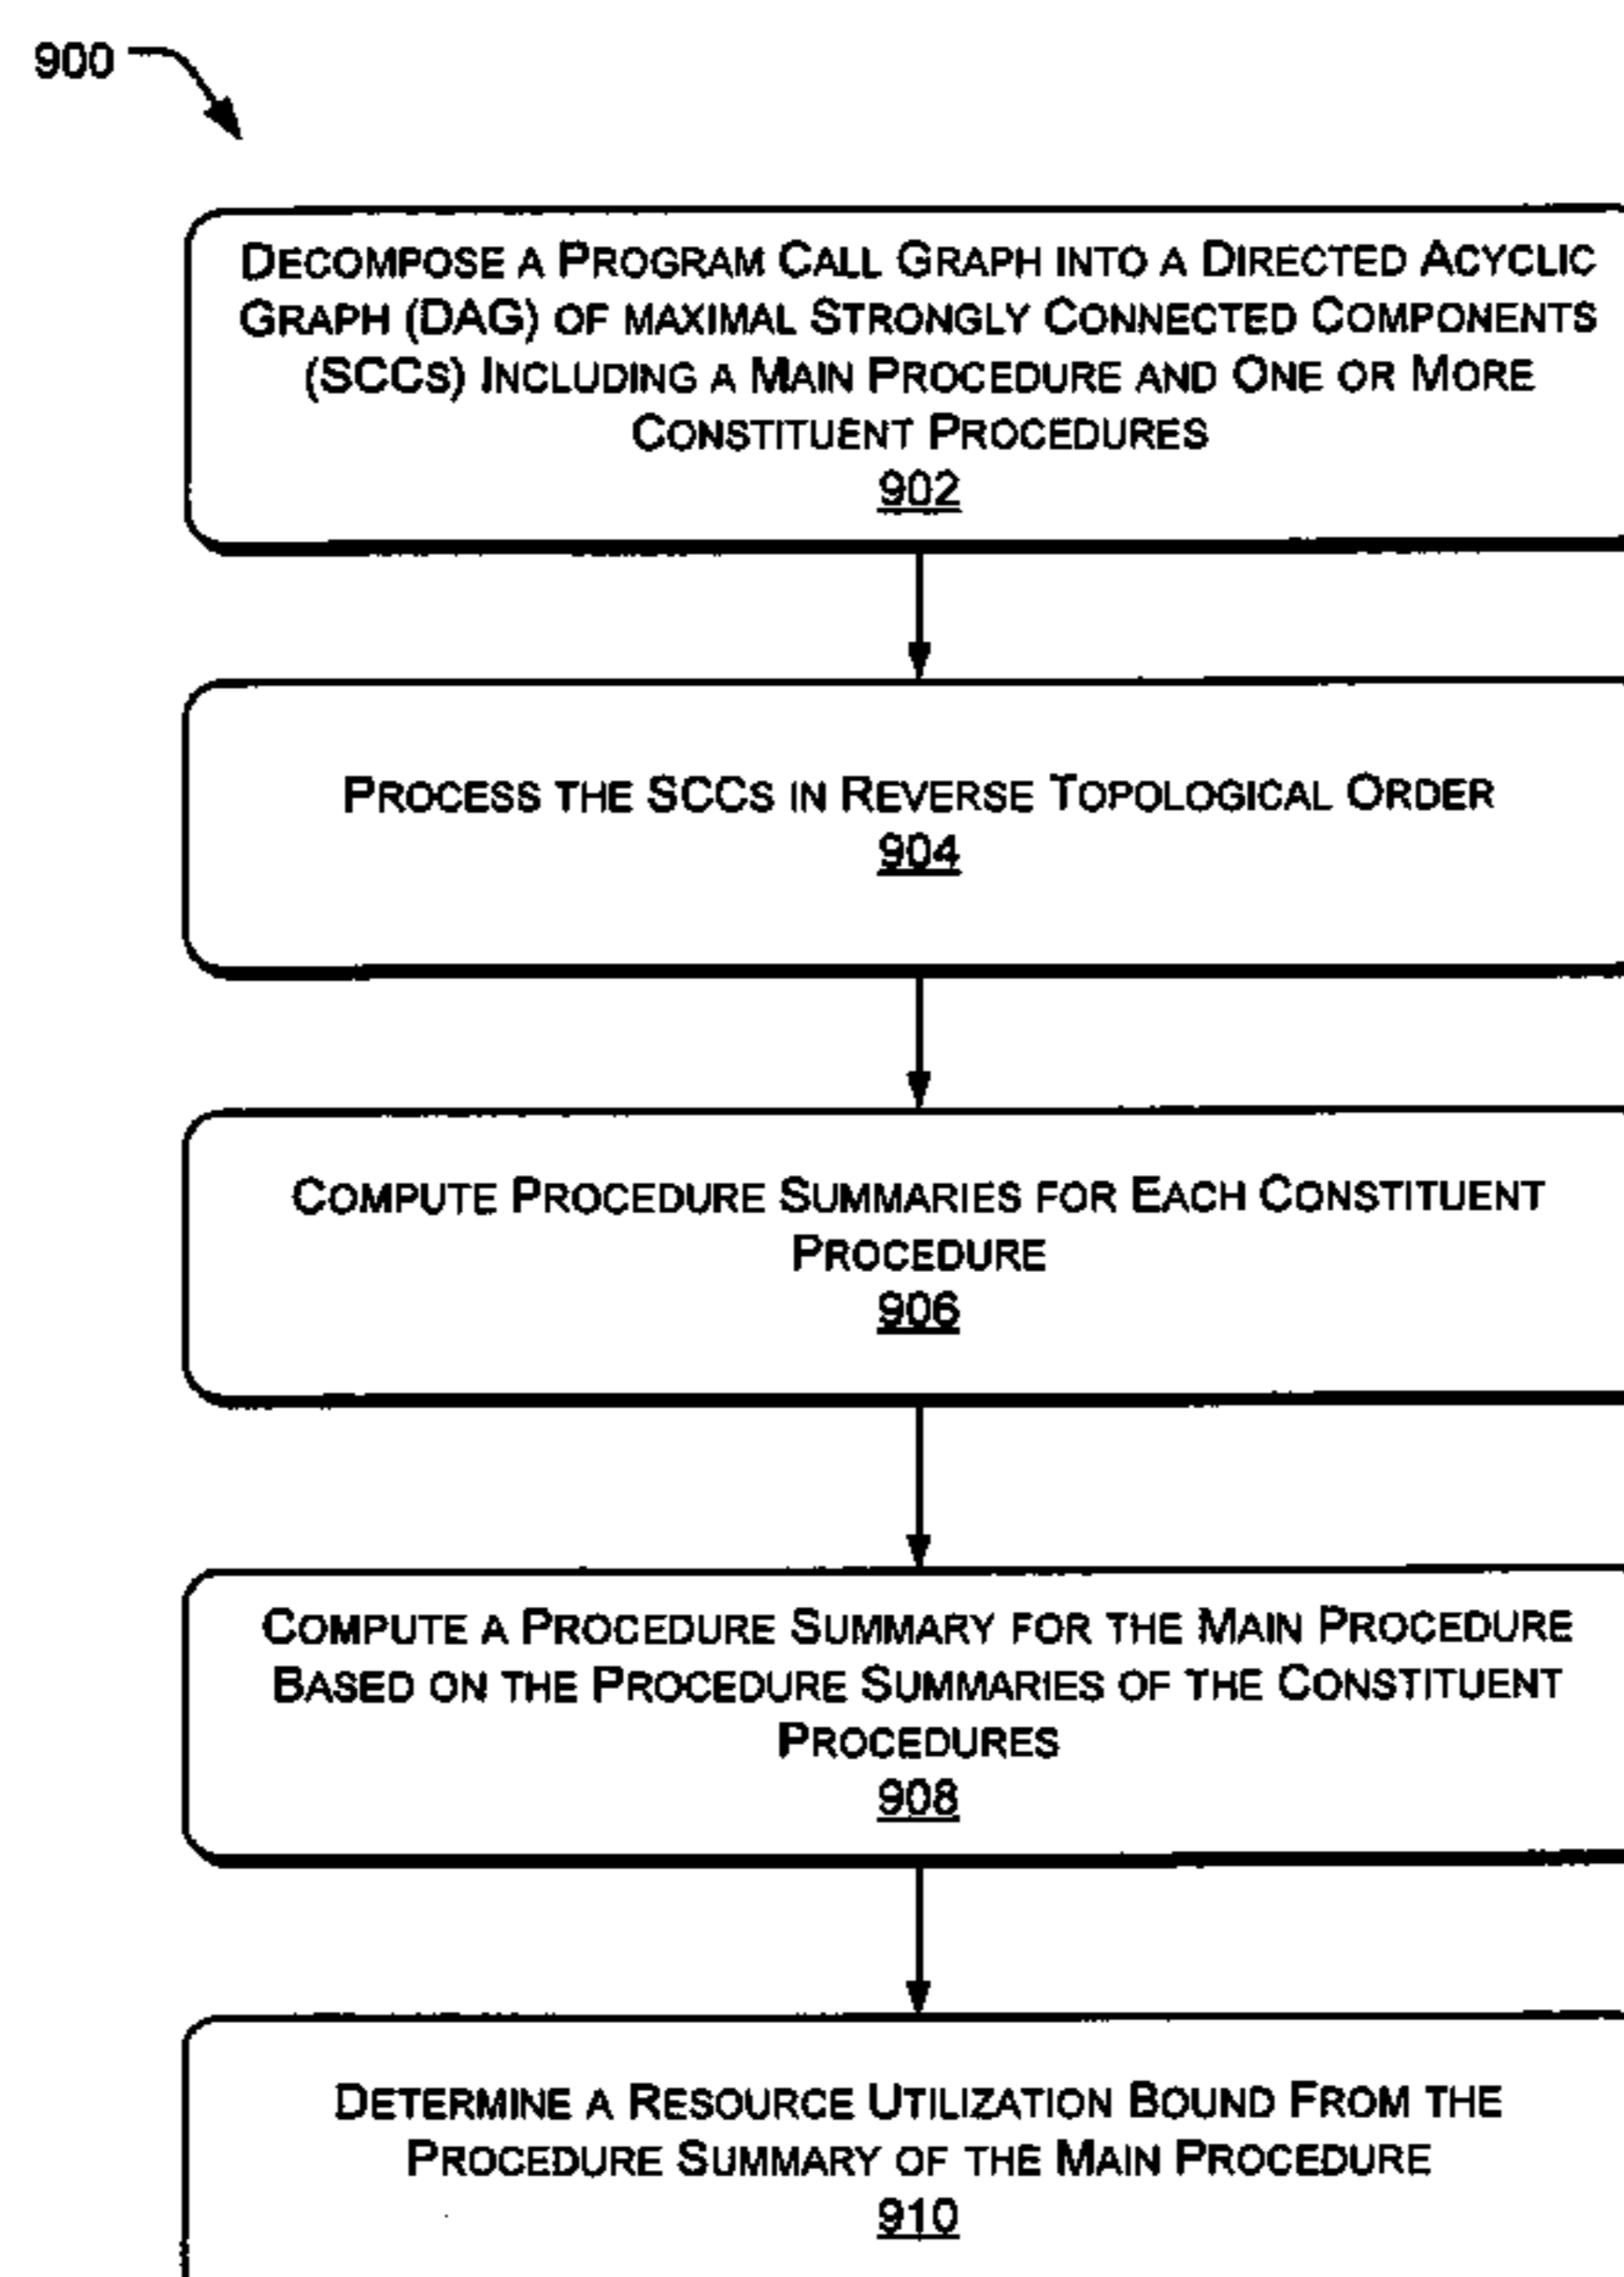 900
DECOMPOSE A PROGRAM CALL GRAPH INTO A DIRECTED ACYCLIC
GRAPH (DAG) OF MAXIMAL STRONGLY CONNECTED COMPONENTS
(SCCS) INCLUDING A MAIN PROCEDURE AND ONE OR MORE
CONSTITUENT PROCEDURES
902
PROCESS THE SCCS IN REVERSE TOPOLOGICAL ORDER
904
COMPUTE PROCEDURE SUMMARIES FOR EACH CONSTITUENT
PROCEDURE
906
COMPUTE A PROCEDURE SUMMARY FOR THE MAIN PROCEDURE
BASED ON THE PROCEDURE SUMMARIES OF THE CONSTITUENT
PROCEDURES
908
DETERMINE A RESOURCE UTILIZATION BOUND FROM THE
PROCEDURE SUMMARY OF THE MAIN PROCEDURE
910